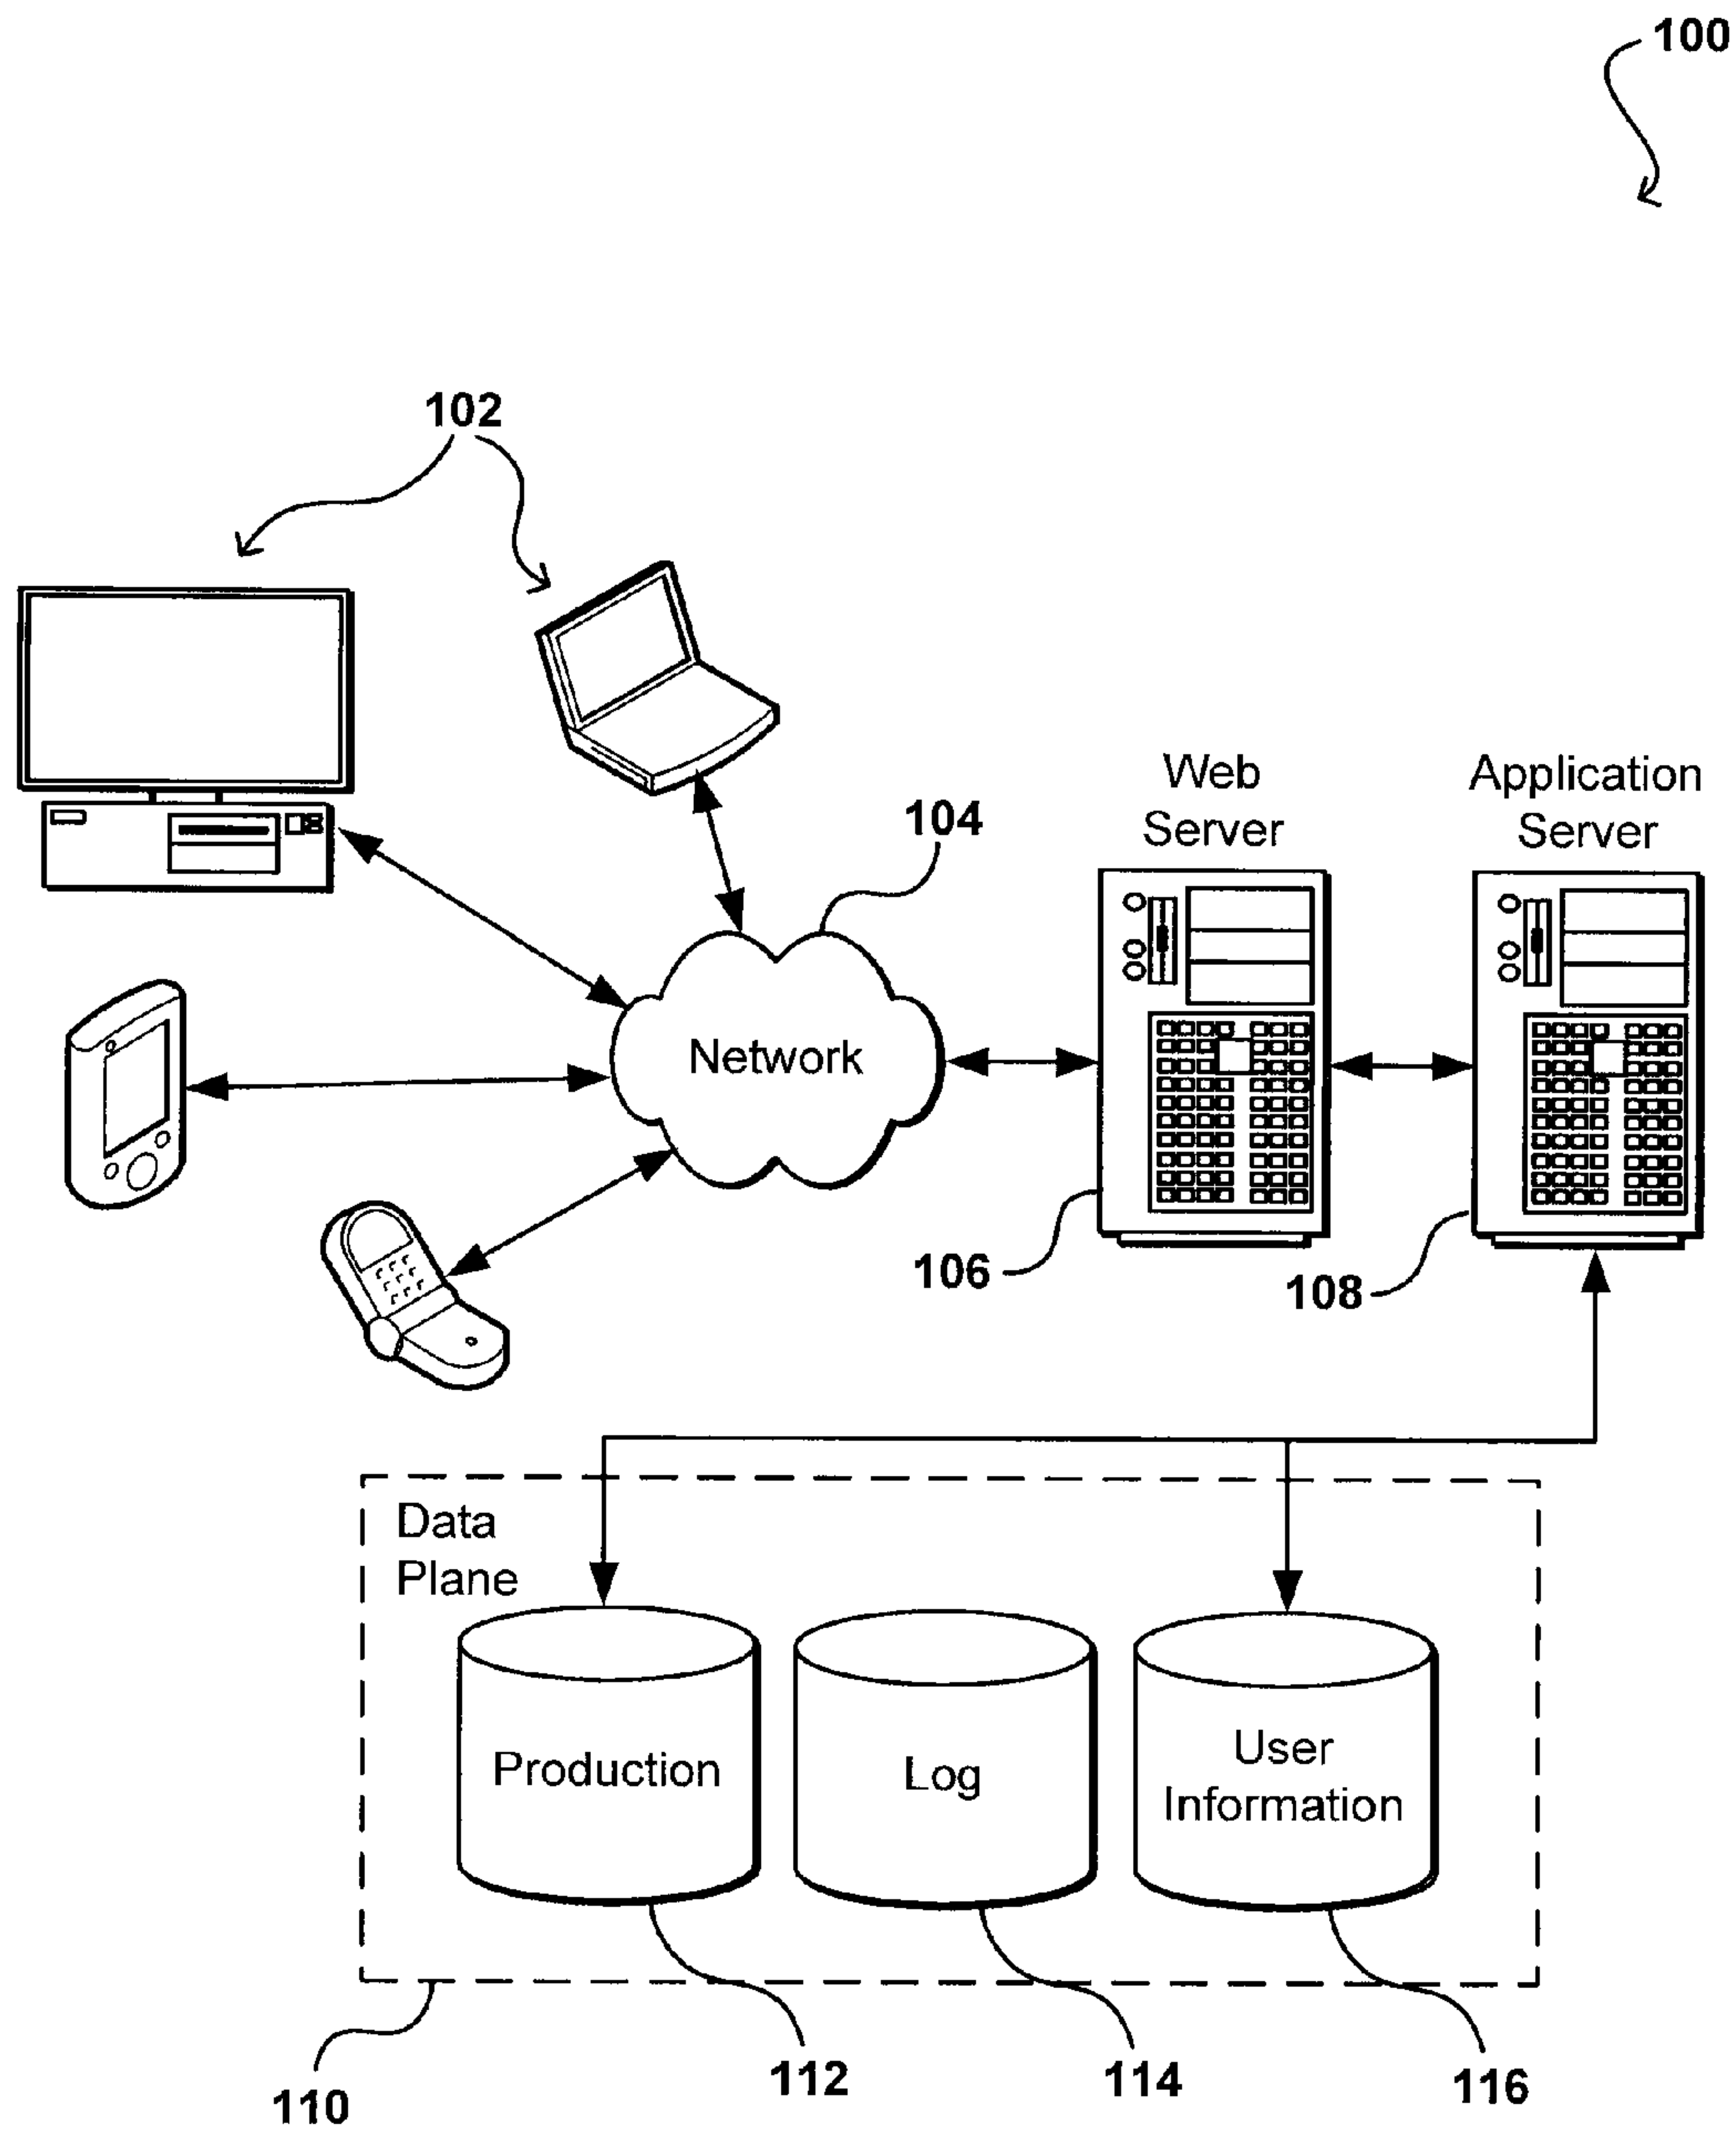 100
102
104
Web
Server
Application
Server
Network
106
108
Data
Plane
Production
Log
User
Information
110
112
114
116